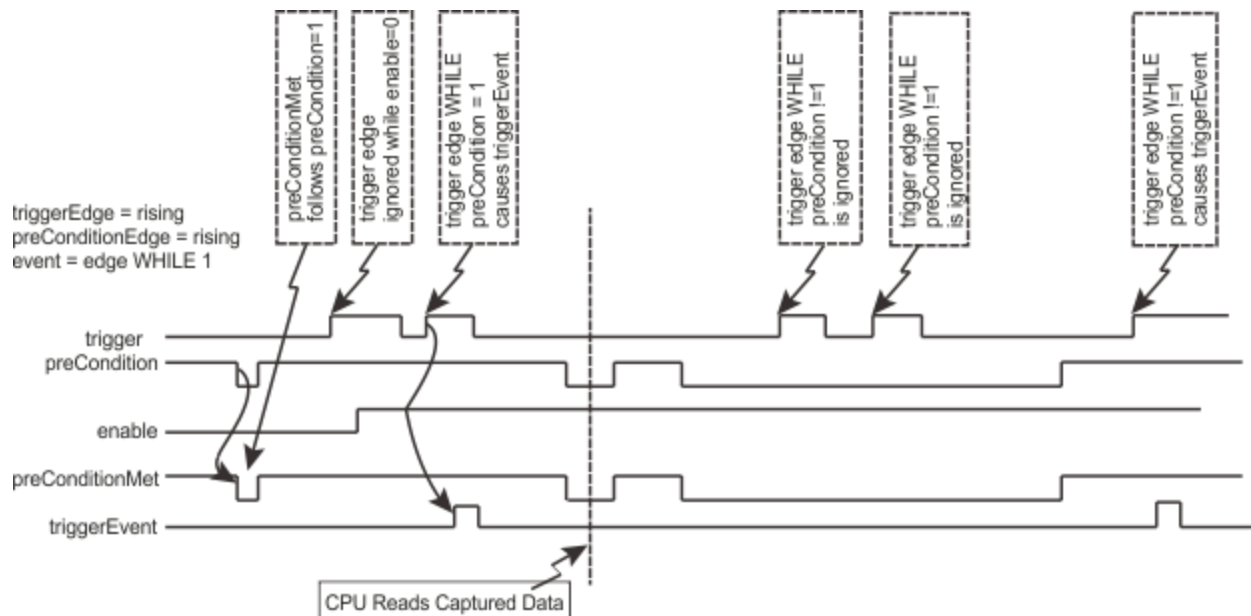 preConditionMet
follows preCondition=1
trigger edge
ignored while enable=0
trigger edge WHILE
preCondition = 1
causes triggerEvent
trigger edge WHILE
preCondition !=1
is ignored
trigger edge WHILE
preCondition !=1
is ignored
trigger edge WHILE
preCondition !=1
causes triggerEvent
triggerEdge = rising
preConditionEdge = rising
event = edge WHILE 1
trigger
preCondition
enable
preConditionMet
triggerEvent
CPU Reads Captured Data